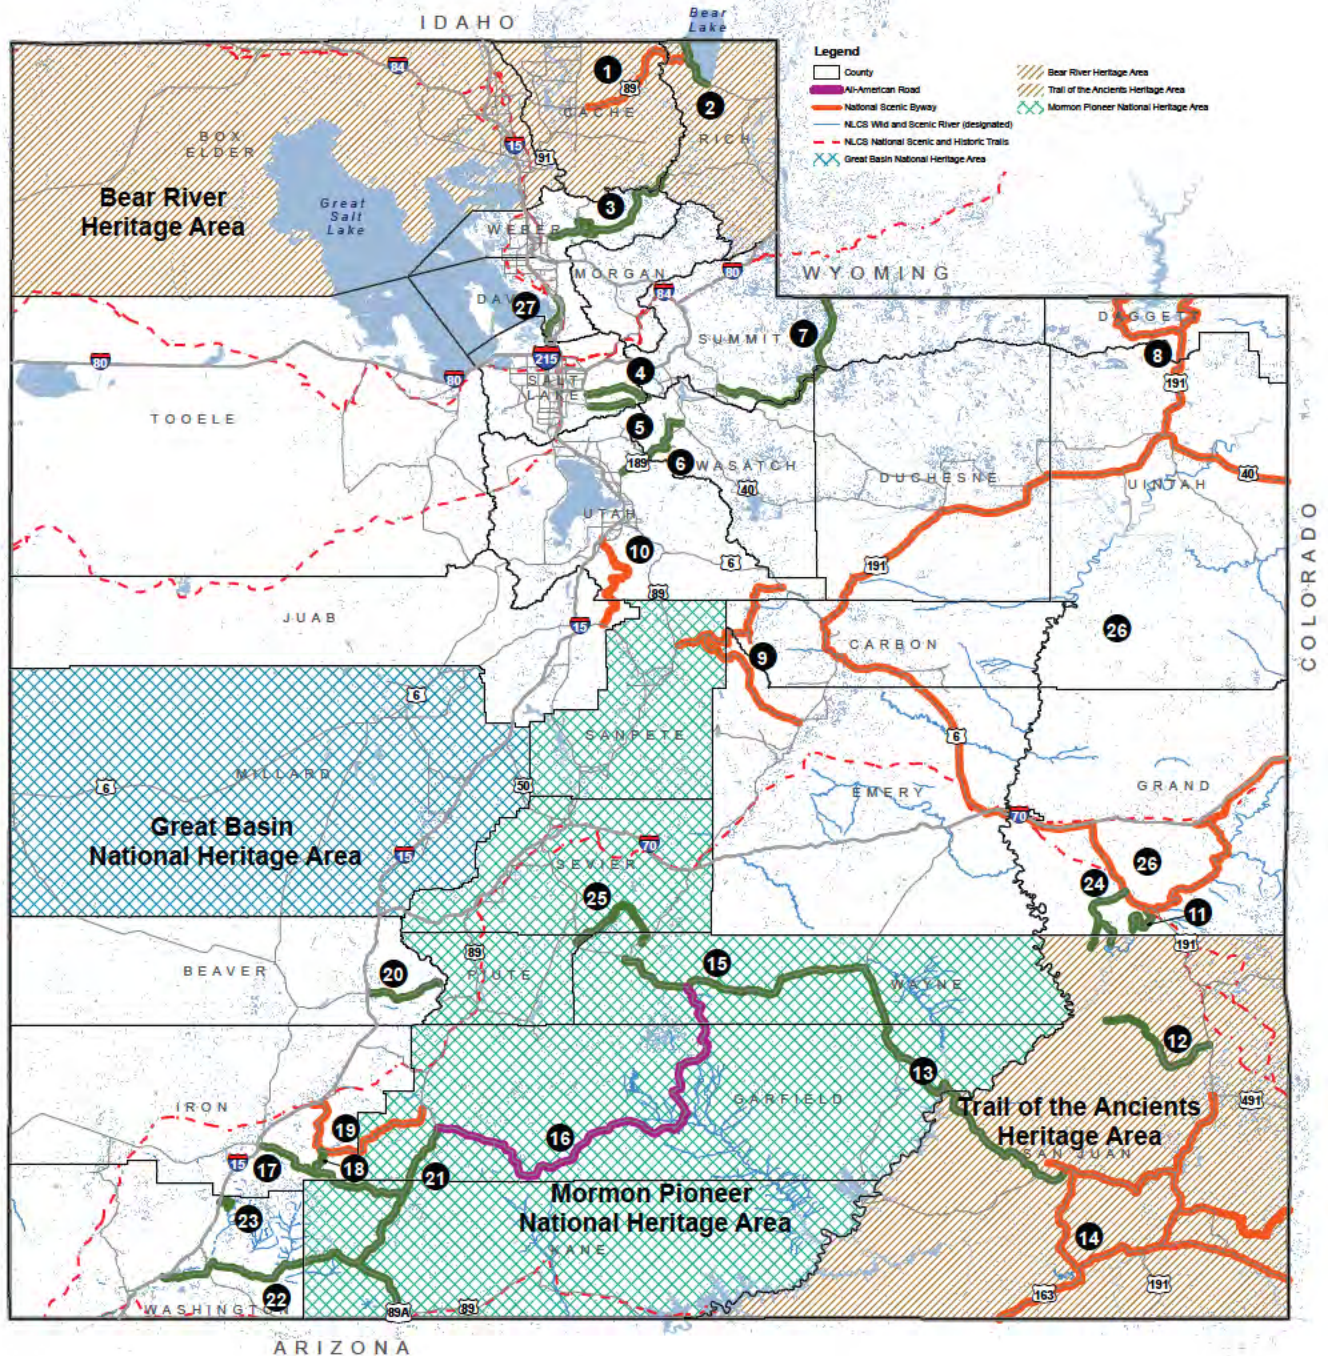 IDAHO
Bear
Lake
Legend
County
All-American Road
National Scenic Byway
NLCS Wild and Scenic River (designated)
NLCS National Scenic and Historic Trails
Great Basin National Heritage Area
Bear River Heritage Area
Trail of the Ancients Heritage Area
Mormon Pioneer National Heritage Area
84
1
89
2
CACHE
RICH
BOX
ELDER
15
91
Bear River
Heritage Area
Great
Salt
Lake
3
WEBER
MORGAN
80
WYOMING
84
DAV
27
SUMMIT
7
DAGGETT
8
80
215
80
4
SALT
LAKE
191
TOOELE
5
189
6
WASATCH
40
DUCHESNE
UINTAH
40
COLORADO
UTAH
10
6
191
89
JUAB
15
26
CARBON
9
6
SANPETE
6
MILLARD
6
50
EMERY
GRAND
70
Great Basin
National Heritage Area
15
70
SEVIER
26
24
25
11
191
89
15
BEAVER
20
PIUTE
WAYNE
12
13
GARFIELD
491
Trail of the Ancients
Heritage Area
IRON
19
16
SAN JUAN
15
17
18
21
Mormon Pioneer
National Heritage Area
23
14
KANE
22
191
163
WASHINGTON
89A
89
ARIZONA